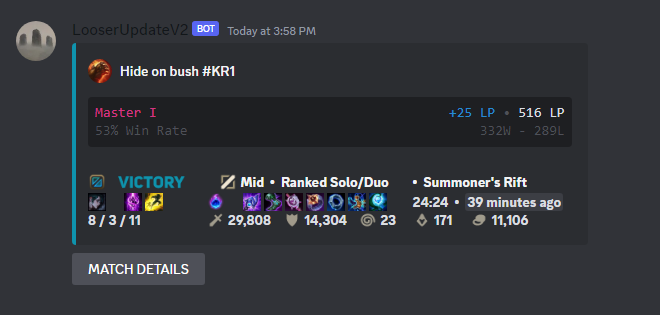 LooserUpdateV2 BOT Today at 3:58 PM
Hide on bush #KR1
Master I +25 LP • 516 LP
53% Win Rate 332W - 289L
VICTORY Mid • Ranked Solo/Duo • Summoner's Rift
24:24 • 39 minutes ago
8 / 3 / 11 29,808 14,304 23 171 11,106
MATCH DETAILS